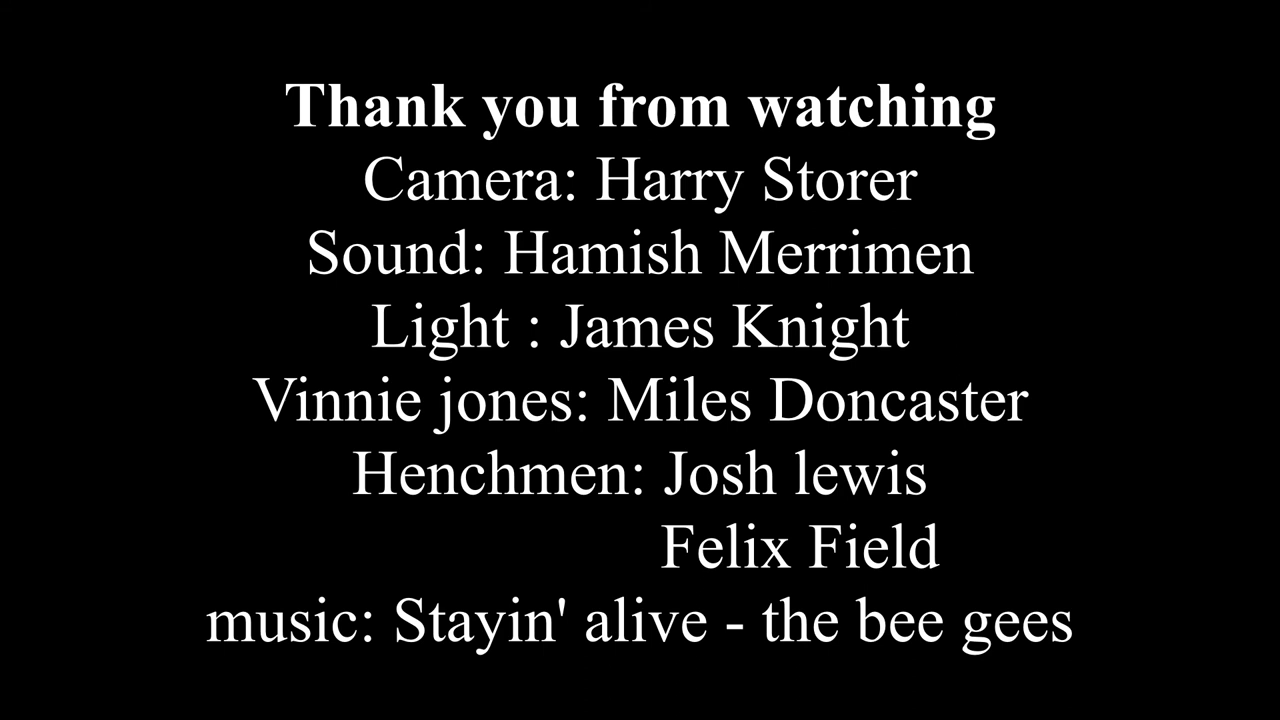 Thank you from watching
Camera: Harry Storer
Sound: Hamish Merrimen
Light : James Knight
Vinnie jones: Miles Doncaster
Henchmen: Josh lewis
Felix Field
music: Stayin' alive - the bee gees